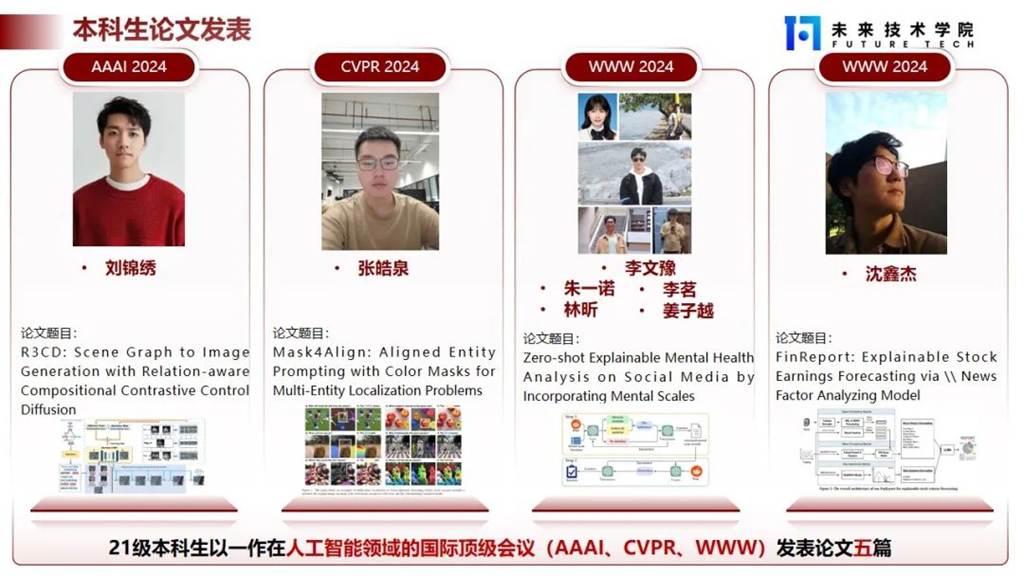 本科生论文发表
未来技术学院
FUTURE TECH
AAAI 2024
刘锦绣
论文题目：
R3CD: Scene Graph to Image
Generation with Relation-aware
Compositional Contrastive Control
Diffusion
CVPR 2024
张皓泉
论文题目：
Mask4Align: Aligned Entity
Prompting with Color Masks for
Multi-Entity Localization Problems
WWW 2024
李文豫
朱一诺
李茗
林昕
姜子越
论文题目：
Zero-shot Explainable Mental Health
Analysis on Social Media by
Incorporating Mental Scales
WWW 2024
沈鑫杰
论文题目：
FinReport: Explainable Stock
Earnings Forecasting via \\ News
Factor Analyzing Model
21级本科生以一作在人工智能领域的国际顶级会议（AAAI、CVPR、WWW）发表论文五篇